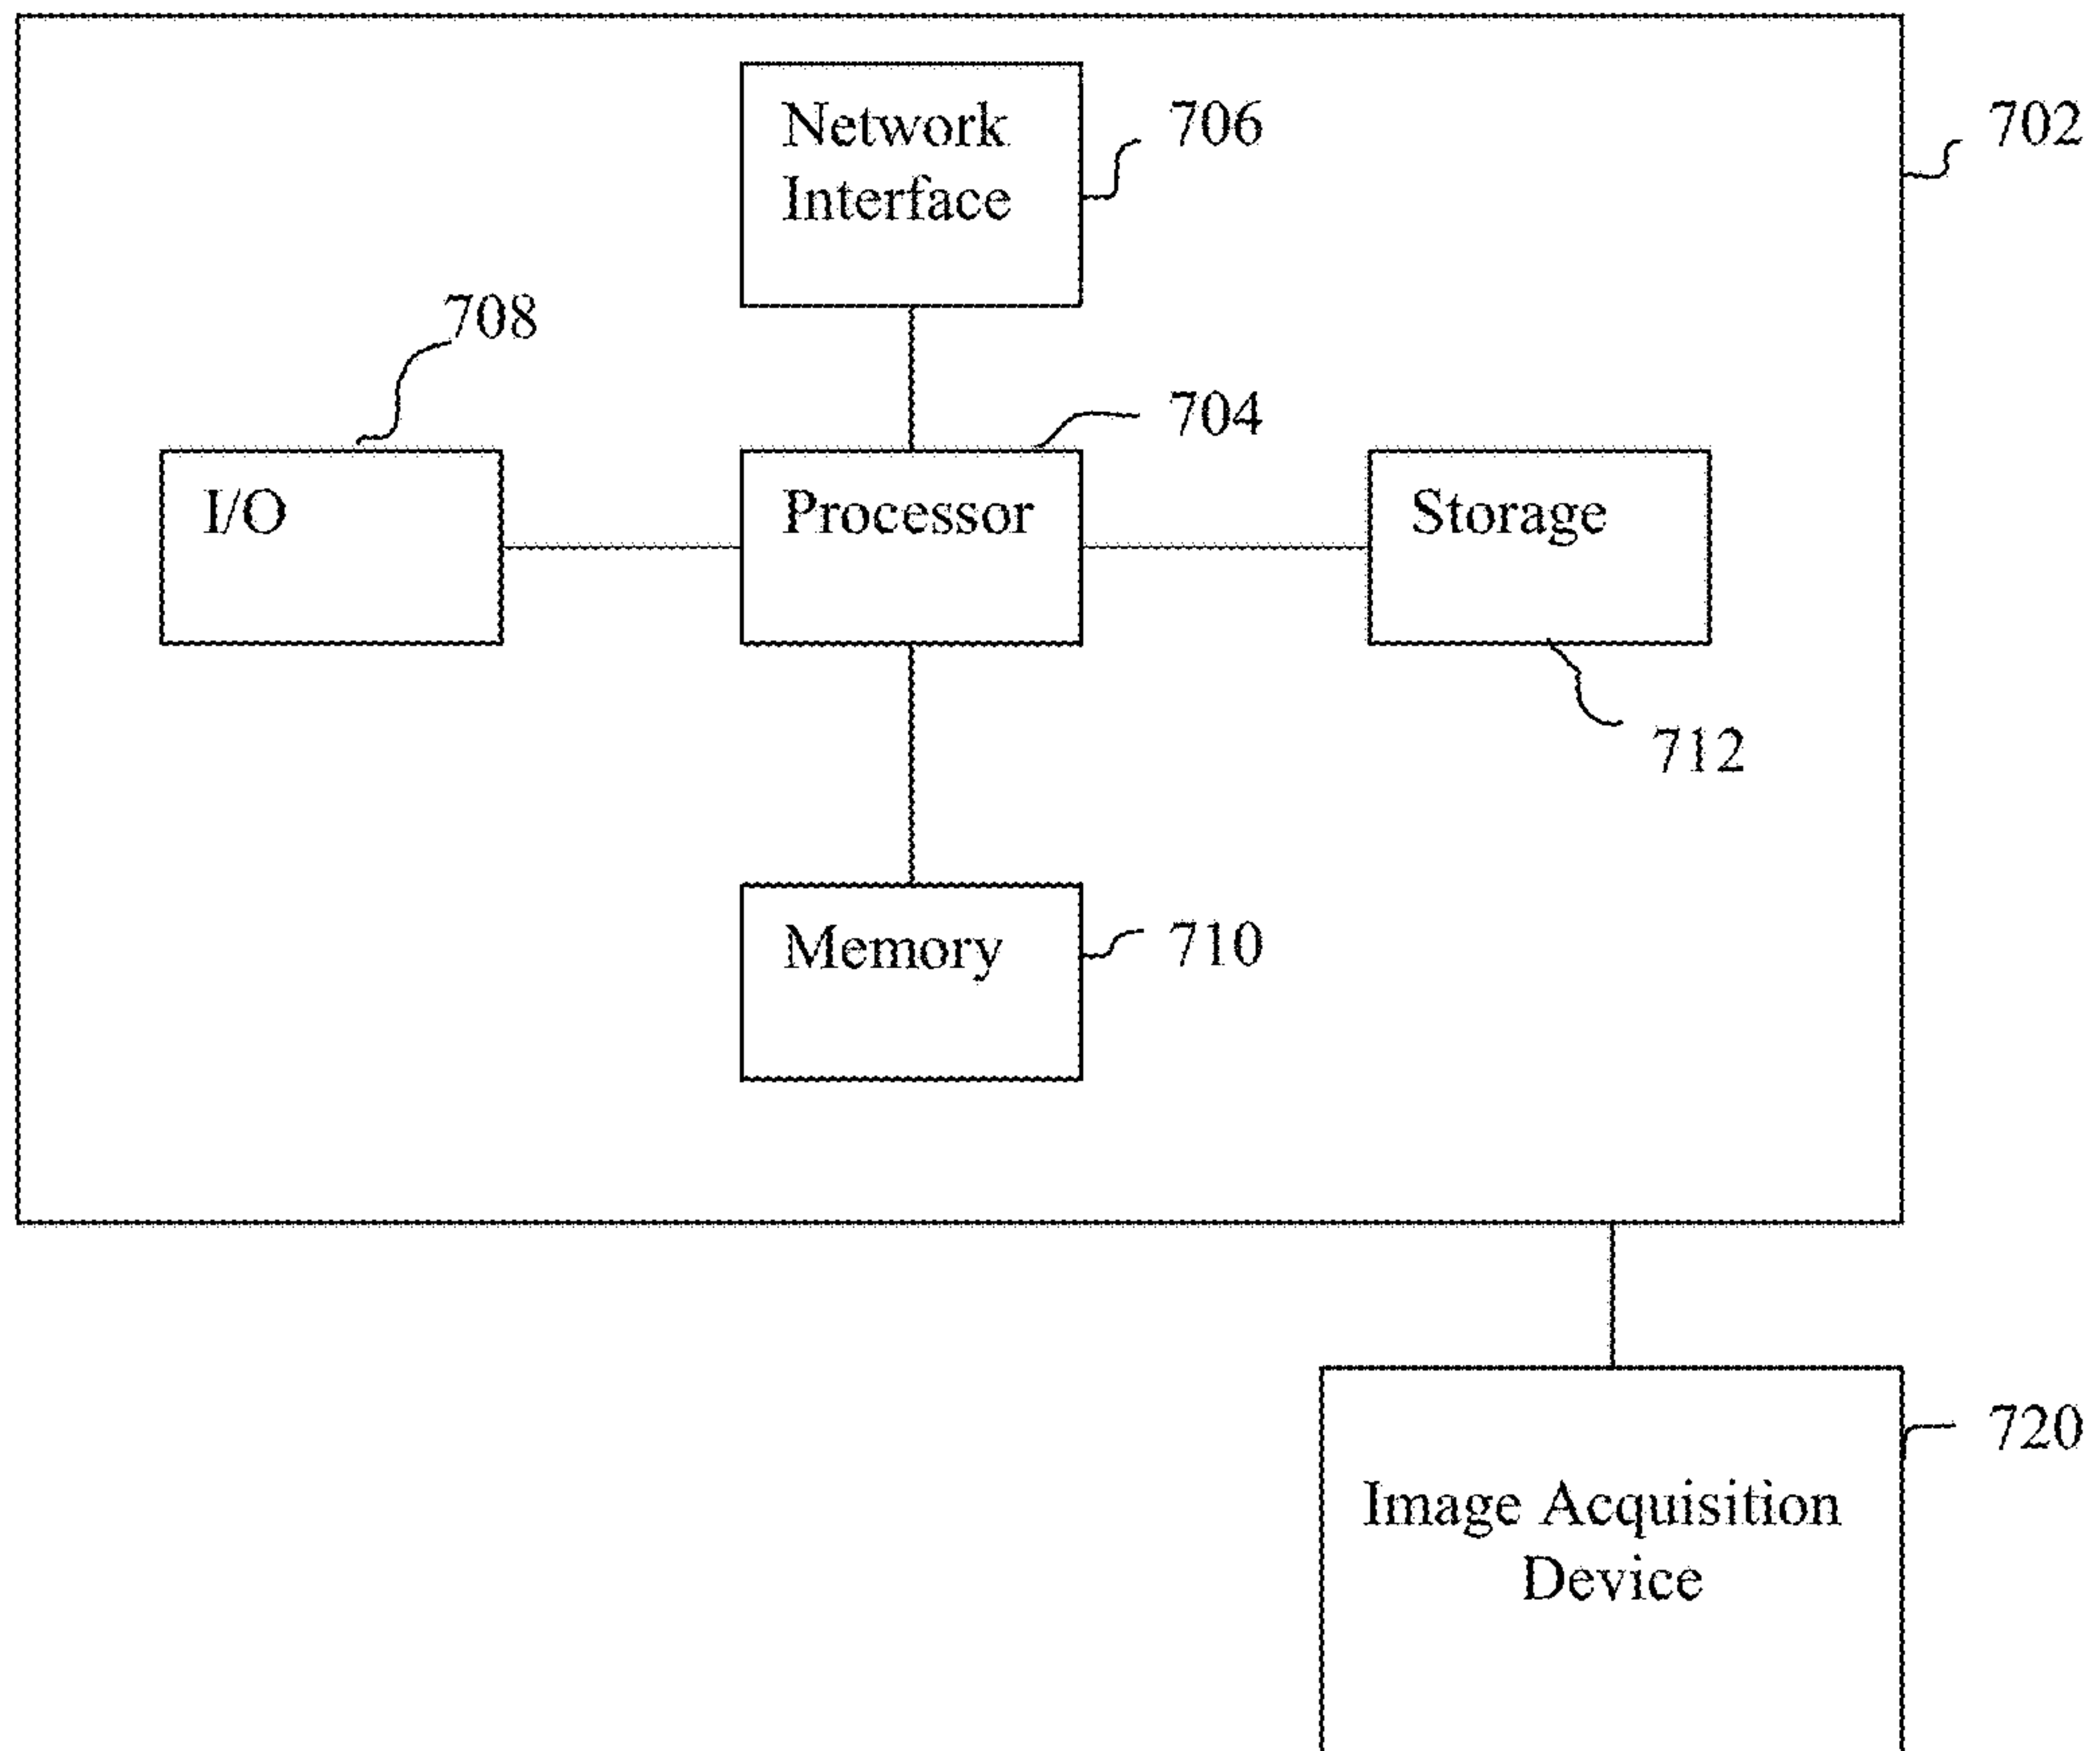 Network
Interface
706
702
708
704
I/O
Processor
Storage
712
Memory
710
720
Image Acquisition
Device